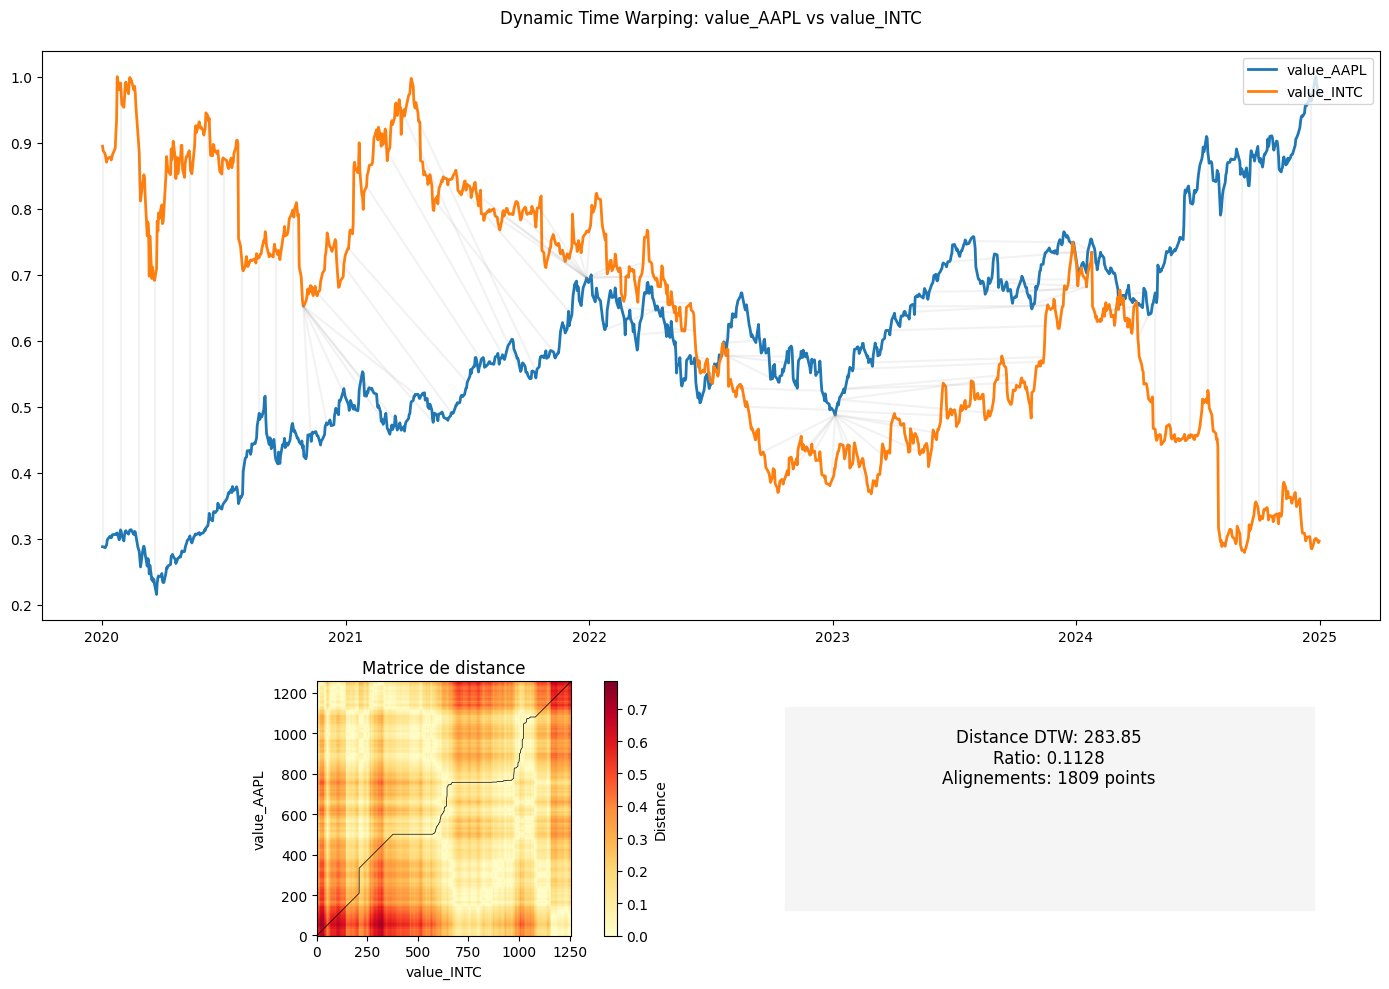 Dynamic Time Warping: value_AAPL vs value_INTC
value_AAPL
value_INTC
1.0
0.9
0.8
0.7
0.6
0.5
0.4
0.3
0.2
2020 2021 2022 2023 2024 2025
Matrice de distance
value_AAPL
1200
1000
800
600
400
200
0
0 250 500 750 1000 1250
value_INTC
0.7
0.6
0.5
0.4
0.3
0.2
0.1
0.0
Distance
Distance DTW: 283.85
Ratio: 0.1128
Alignements: 1809 points